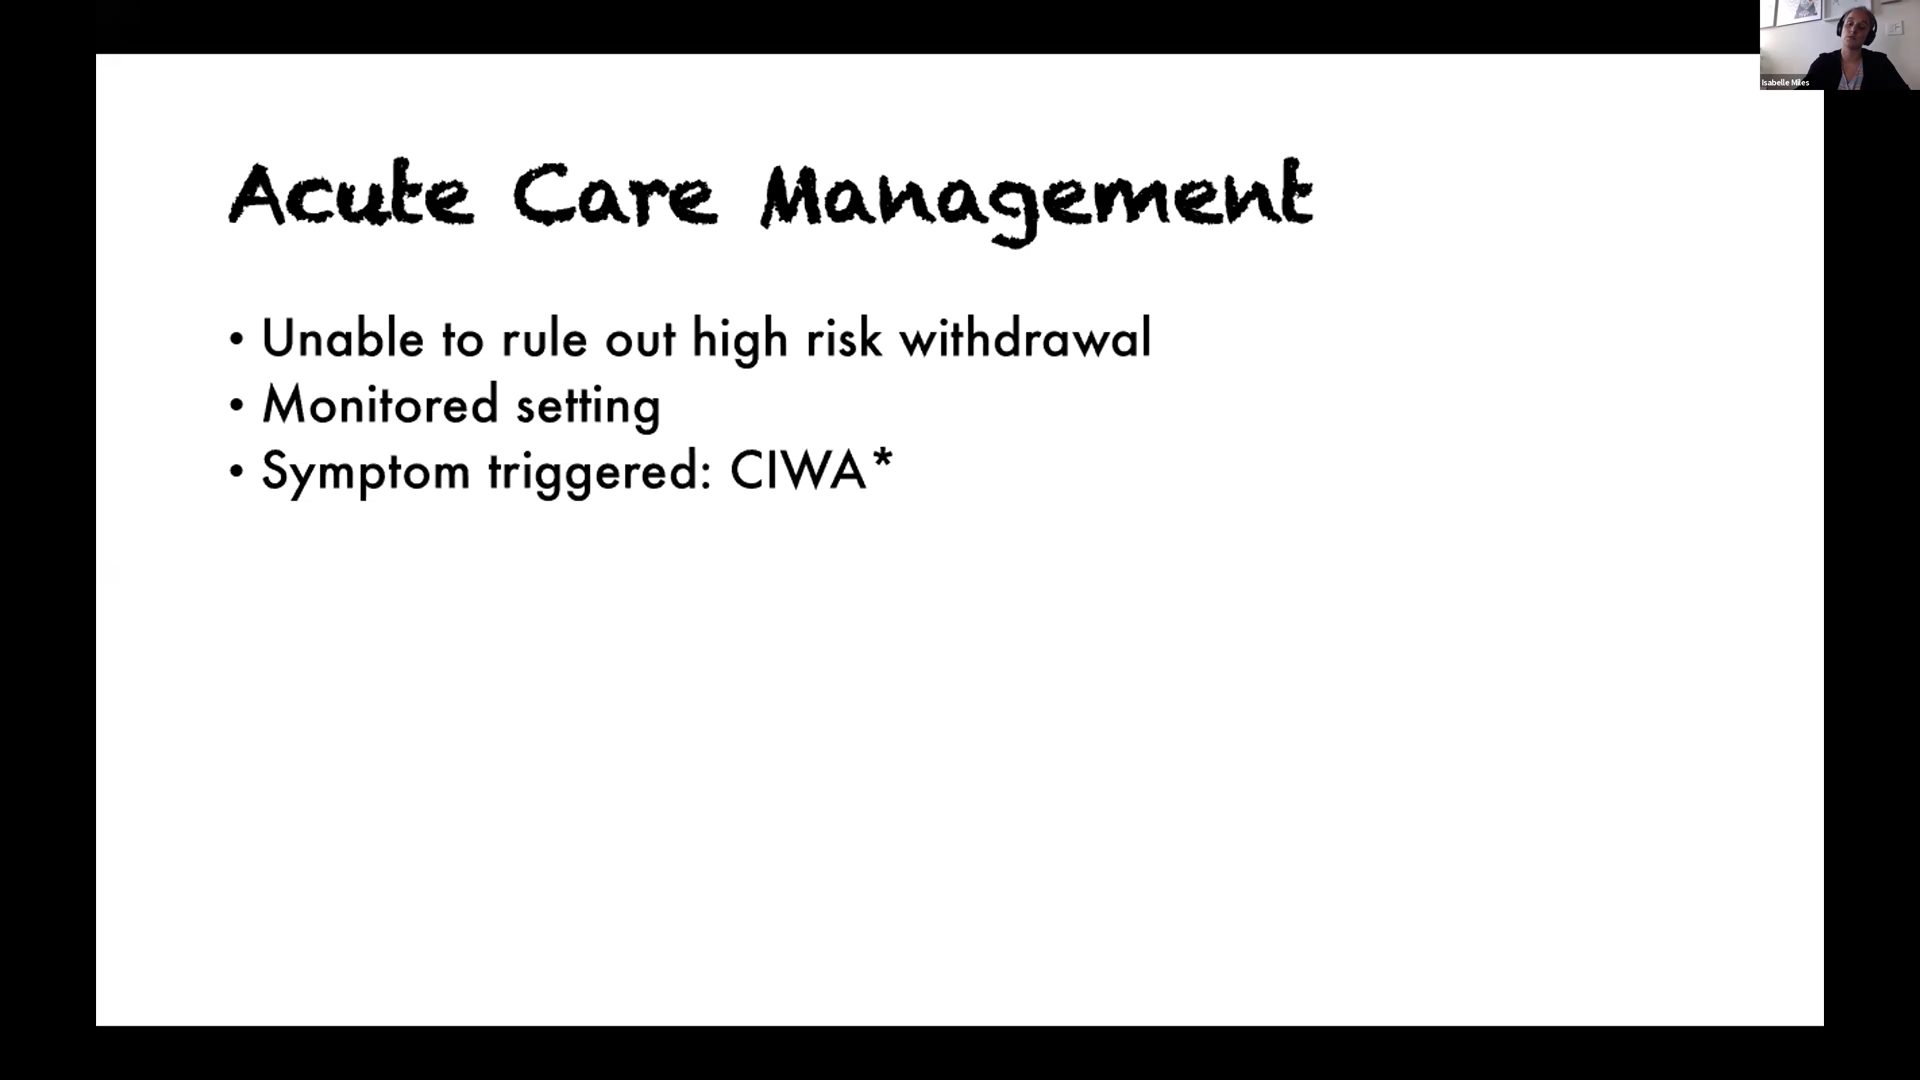 Isabelle Miles
Acute Care Management
• Unable to rule out high risk withdrawal
• Monitored setting
• Symptom triggered: CIWA*